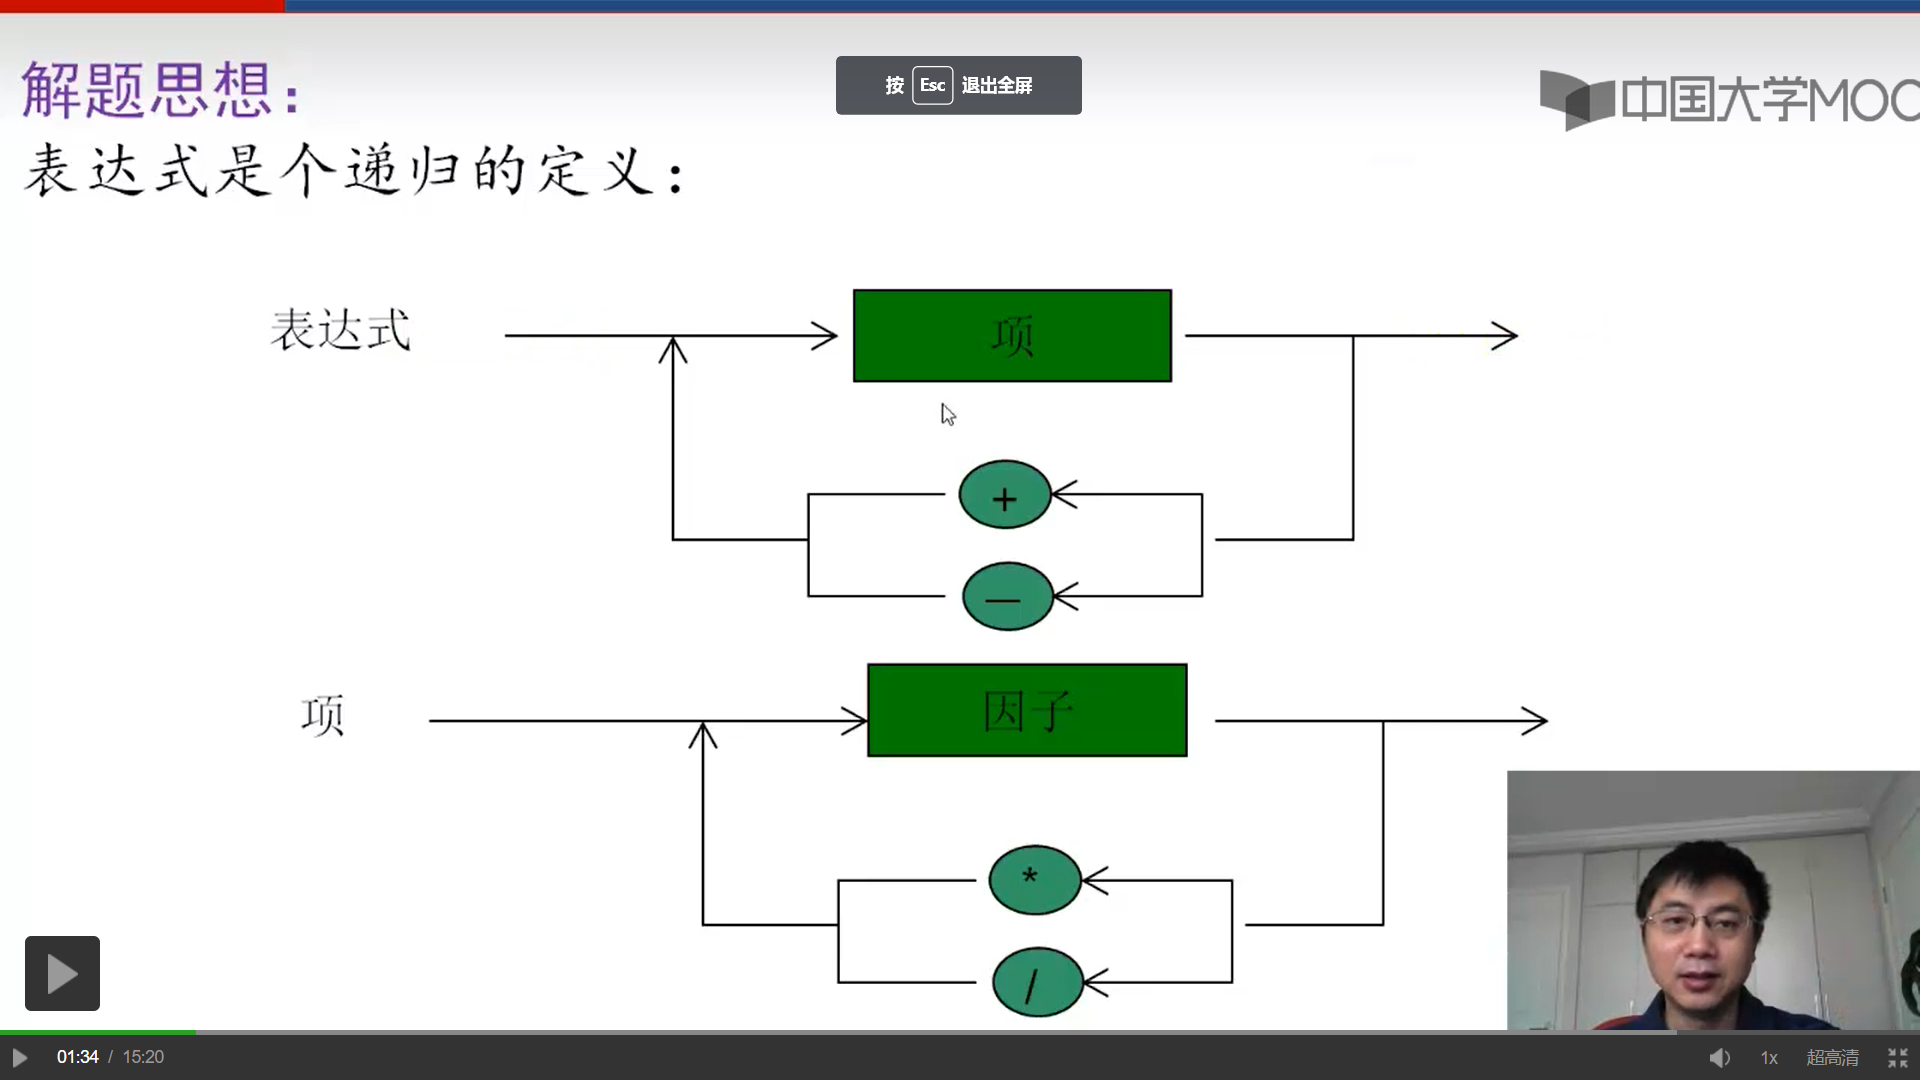 解题思想：
按 Esc 退出全屏
中国大学MOO
表达式是个递归的定义：
表达式
项
+
—
项
因子
*
/
01:34 / 15:20
1x
超高清